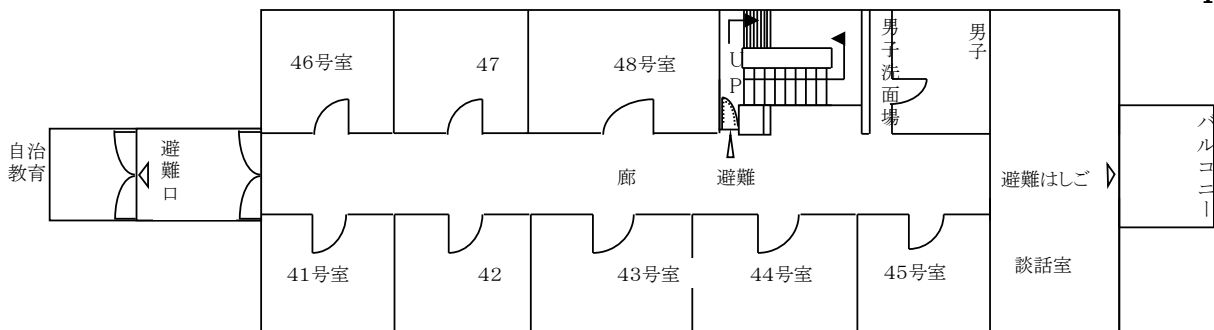 46号室
47
48号室
UP
男子洗面場
男子
自治
教育
避難口
廊
避難
避難はしご
バルコニー
41号室
42
43号室
44号室
45号室
談話室